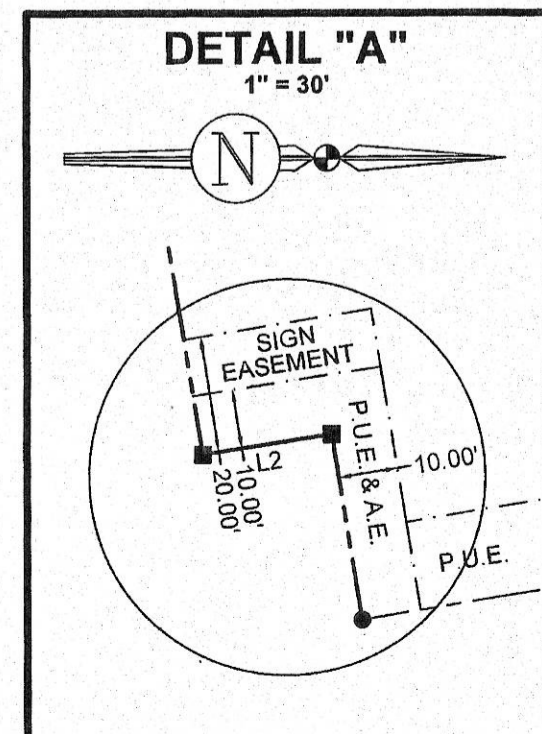 DETAIL "A"
1" = 30'
N
SIGN
EASEMENT
L2
10.00'
20.00'
P.U.E. & A.E.
10.00'
P.U.E.